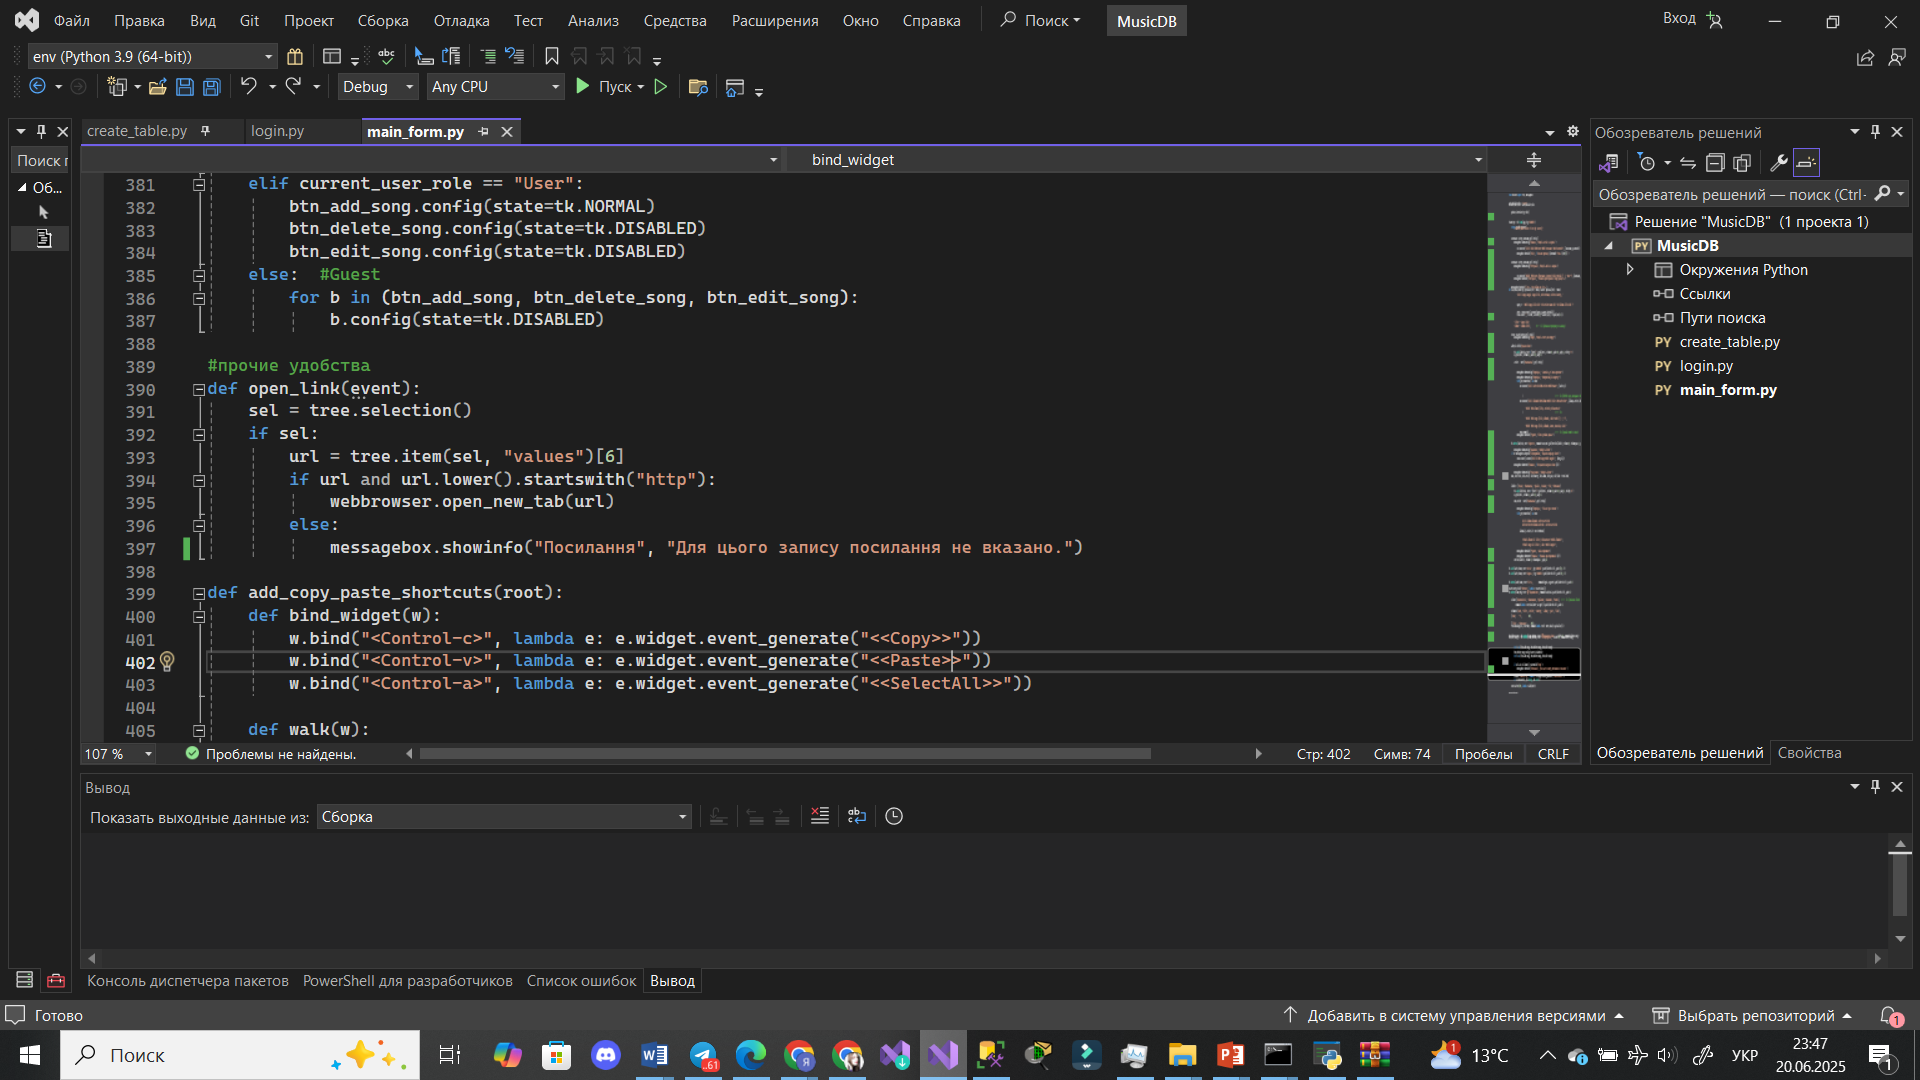 Файл Правка Вид Git Проект Сборка Отладка Тест Анализ Средства Расширения Окно Справка Поиск MusicDB Вход
env (Python 3.9 (64-bit))
Debug Any CPU Пуск
create_table.py login.py main_form.py
Обозреватель решений
bind_widget
Об...
Обозреватель решений — поиск (Ctrl-
Решение "MusicDB" (1 проекта 1)
PY MusicDB
Окружения Python
Ссылки
Пути поиска
PY create_table.py
PY login.py
PY main_form.py
381 elif current_user_role == "User":
382 btn_add_song.config(state=tk.NORMAL)
383 btn_delete_song.config(state=tk.DISABLED)
384 btn_edit_song.config(state=tk.DISABLED)
385 else: #Guest
386 for b in (btn_add_song, btn_delete_song, btn_edit_song):
387 b.config(state=tk.DISABLED)
388
389 #прочие удобства
390 def open_link(event):
391 sel = tree.selection()
392 if sel:
393 url = tree.item(sel, "values")[6]
394 if url and url.lower().startswith("http"):
395 webbrowser.open_new_tab(url)
396 else:
397 messagebox.showinfo("Посилання", "Для цього запису посилання не вказано.")
398
399 def add_copy_paste_shortcuts(root):
400 def bind_widget(w):
401 w.bind("<Control-c>", lambda e: e.widget.event_generate("<<Copy>>"))
402 w.bind("<Control-v>", lambda e: e.widget.event_generate("<<Paste>>"))
403 w.bind("<Control-a>", lambda e: e.widget.event_generate("<<SelectAll>>"))
404
405 def walk(w):
107 % Проблемы не найдены. Стр: 402 Симв: 74 Пробелы CRLF
Обозреватель решений Свойства
Вывод
Показать выходные данные из: Сборка
Консоль диспетчера пакетов PowerShell для разработчиков Список ошибок Вывод
Готово Добавить в систему управления версиями Выбрать репозиторий 1
Поиск 61 1 13°C УКР 23:47 1
20.06.2025